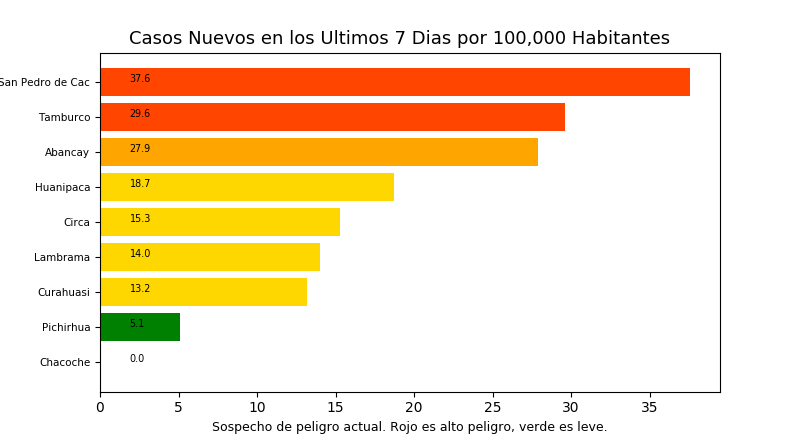 Casos Nuevos en los Ultimos 7 Dias por 100,000 Habitantes
San Pedro de Cac 37.6
Tamburco 29.6
Abancay 27.9
Huanipaca 18.7
Circa 15.3
Lambrama 14.0
Curahuasi 13.2
Pichirhua 5.1
Chacoche 0.0
0 5 10 15 20 25 30 35
Sospecho de peligro actual. Rojo es alto peligro, verde es leve.